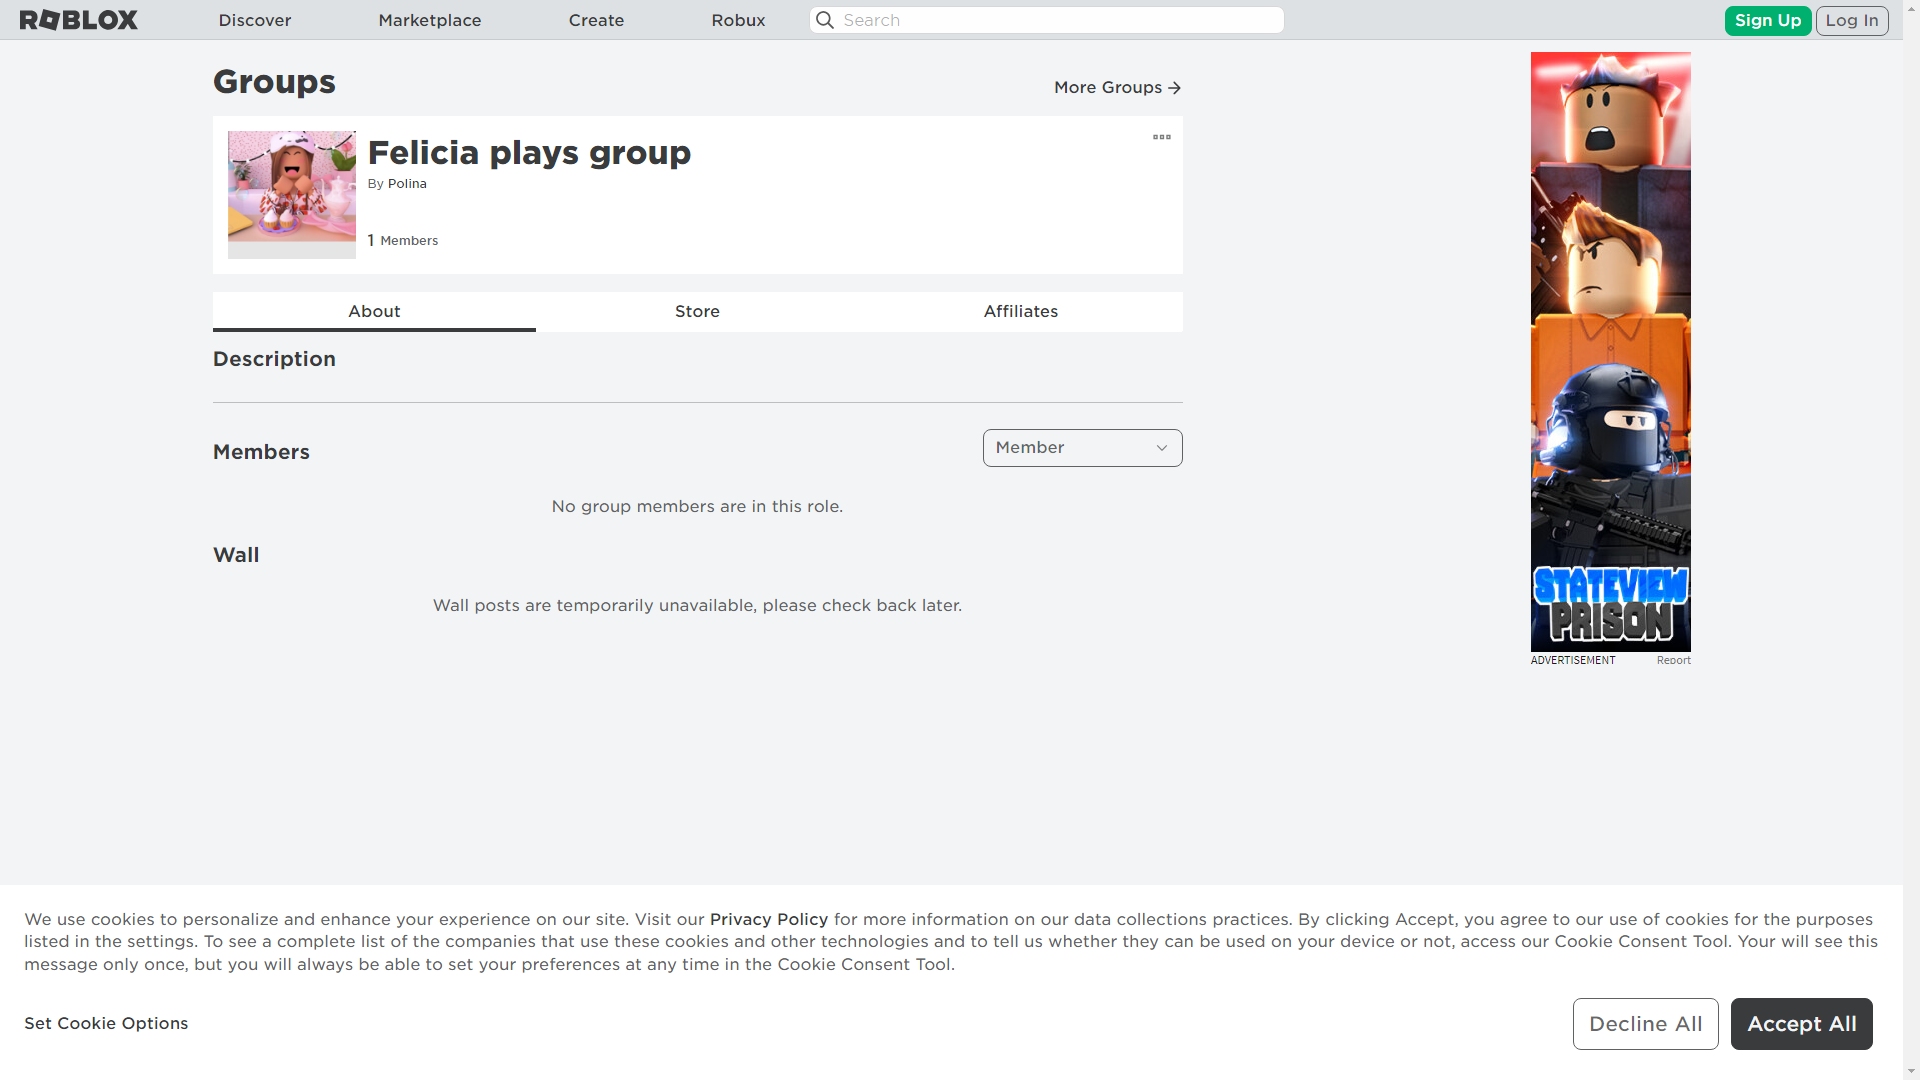 ROBLOX
Discover
Marketplace
Create
Robux
Search
Sign Up
Log In
Groups
More Groups
Felicia plays group
By Polina
1 Members
About
Store
Affiliates
Description
Members
Member
No group members are in this role.
Wall
Wall posts are temporarily unavailable, please check back later.
STATEVIEW
PRISON
ADVERTISEMENT
Report
We use cookies to personalize and enhance your experience on our site. Visit our Privacy Policy for more information on our data collections practices. By clicking Accept, you agree to our use of cookies for the purposes
listed in the settings. To see a complete list of the companies that use these cookies and other technologies and to tell us whether they can be used on your device or not, access our Cookie Consent Tool. Your will see this
message only once, but you will always be able to set your preferences at any time in the Cookie Consent Tool.
Set Cookie Options
Decline All
Accept All